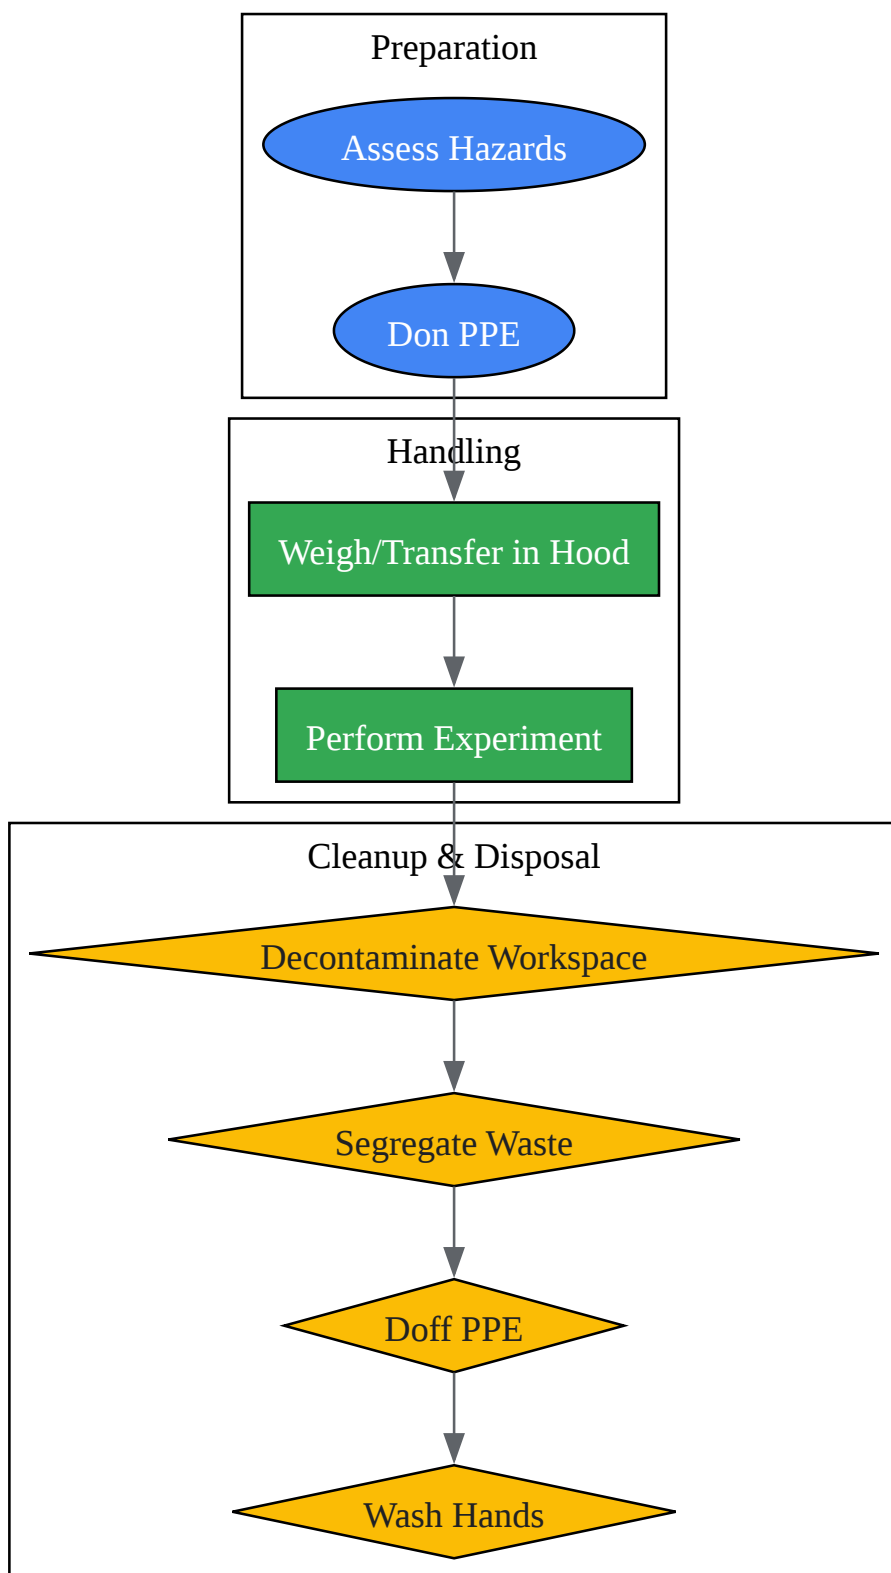 Preparation
Assess Hazards
Don PPE
Handling
Weigh/Transfer in Hood
Perform Experiment
Cleanup & Disposal
Decontaminate Workspace
Segregate Waste
Doff PPE
Wash Hands